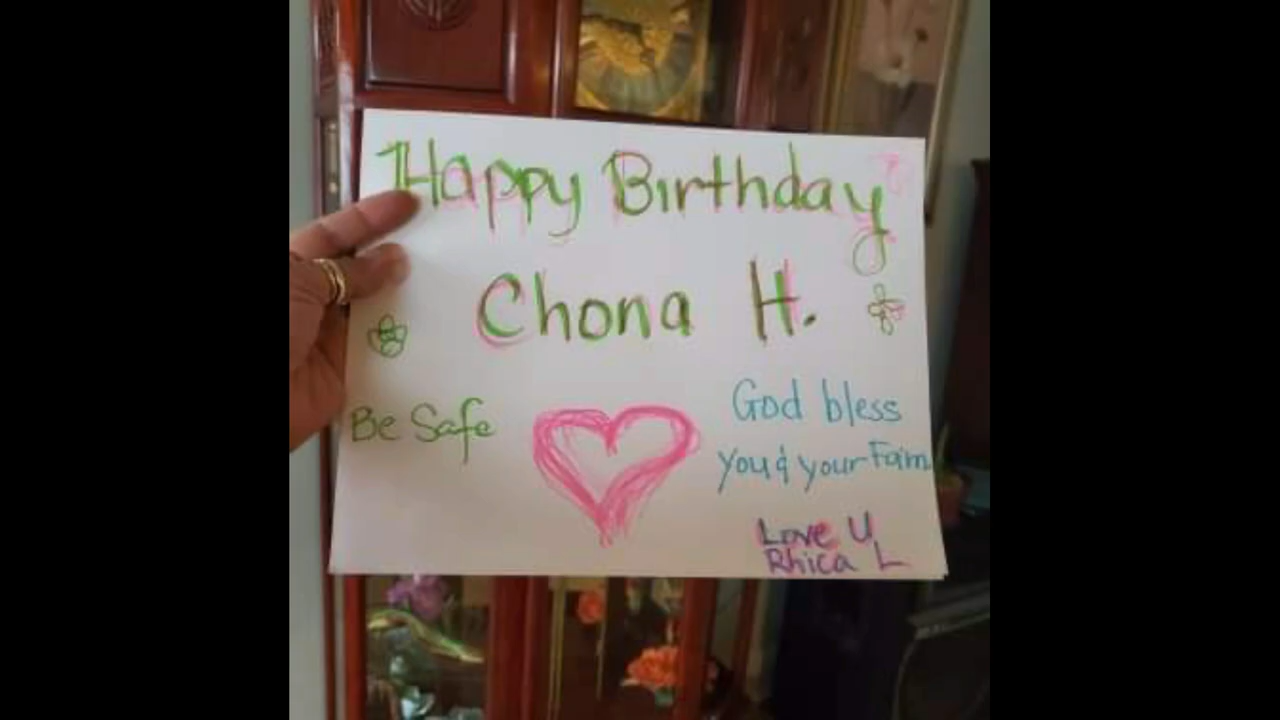 Happy Birthday
Chona H.
Be Safe
God bless
you & your Fam
Love U
Rhica L